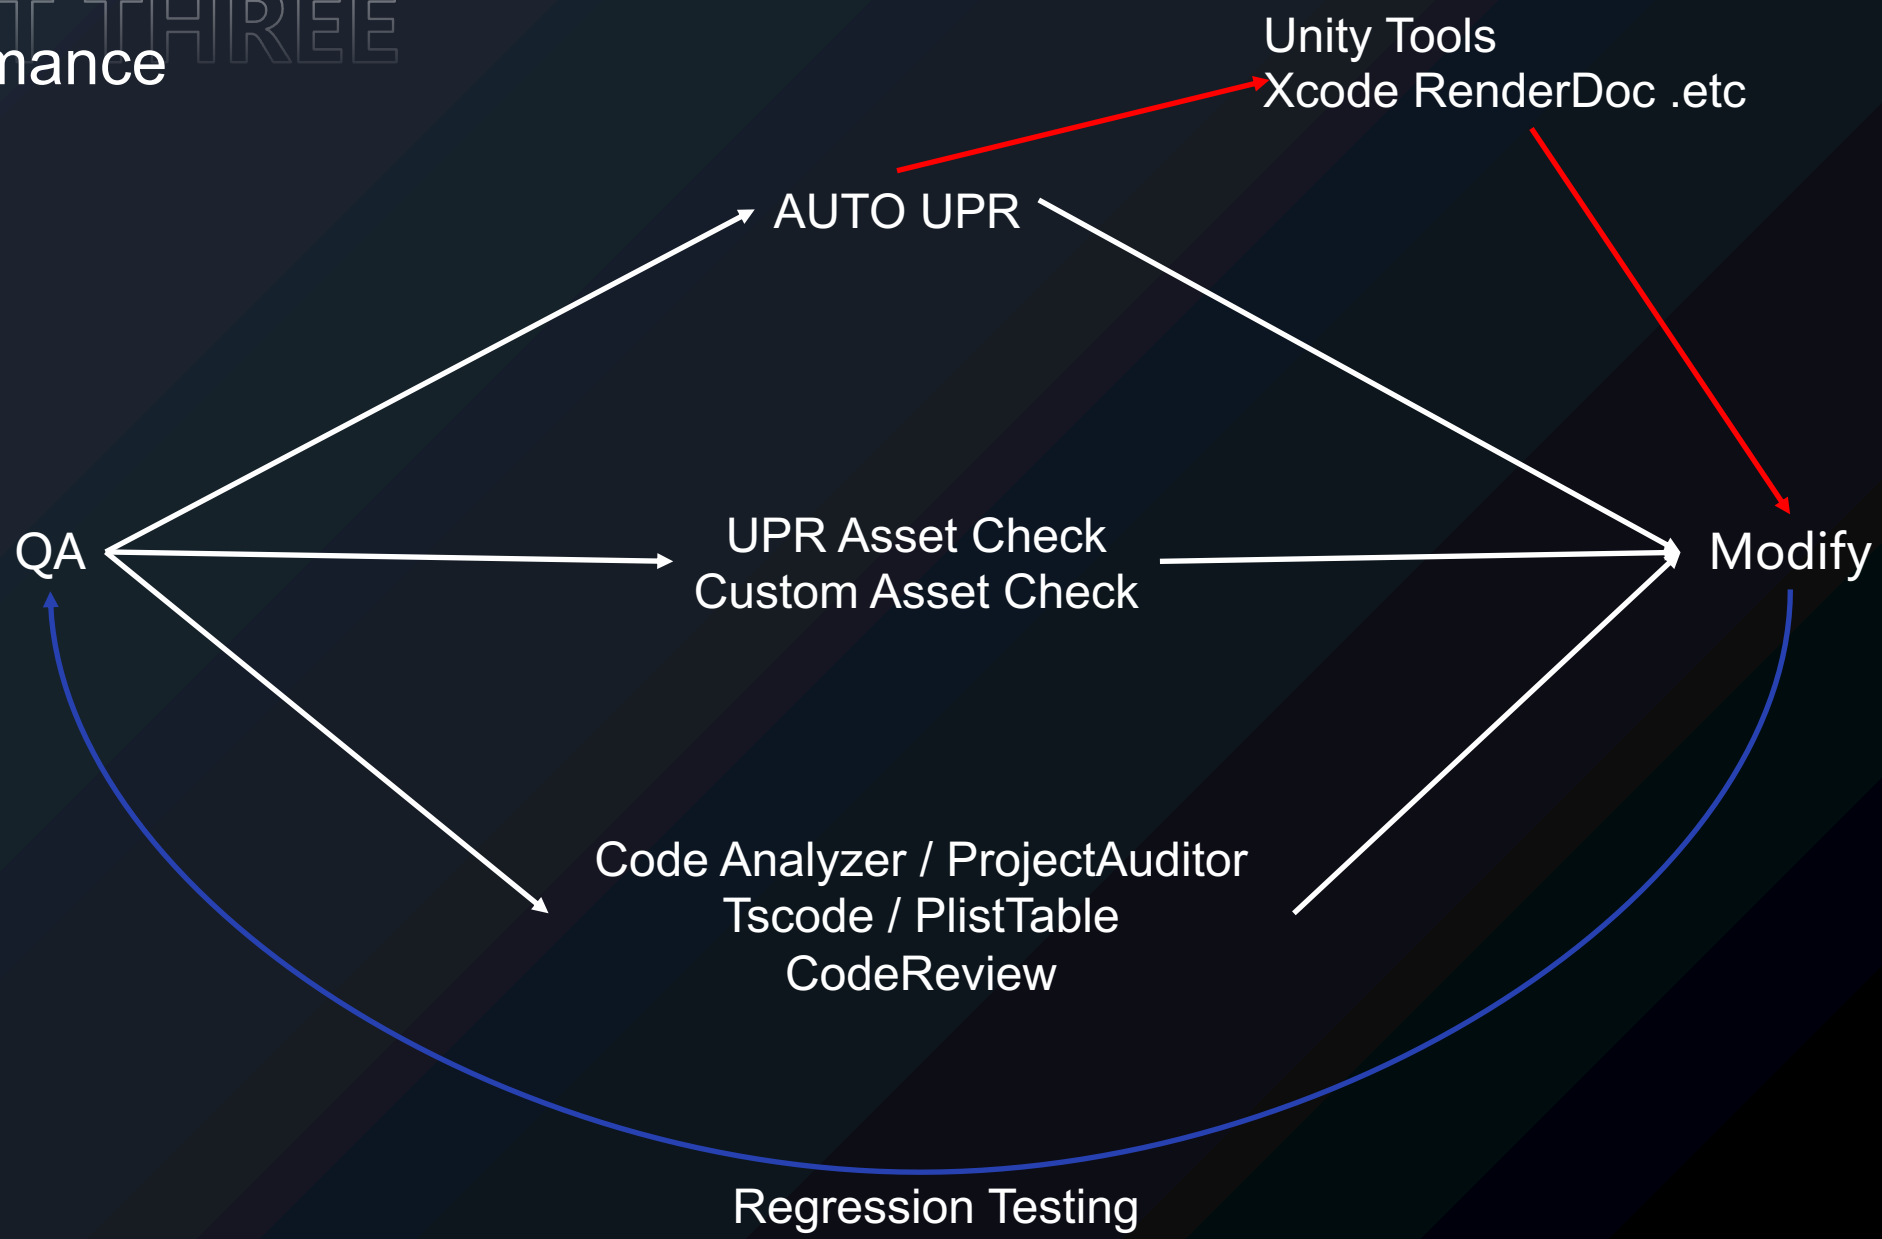 T THREE
mance
Unity Tools
Xcode RenderDoc .etc
AUTO UPR
QA
UPR Asset Check
Custom Asset Check
Modify
Code Analyzer / ProjectAuditor
Tscode / PlistTable
CodeReview
Regression Testing